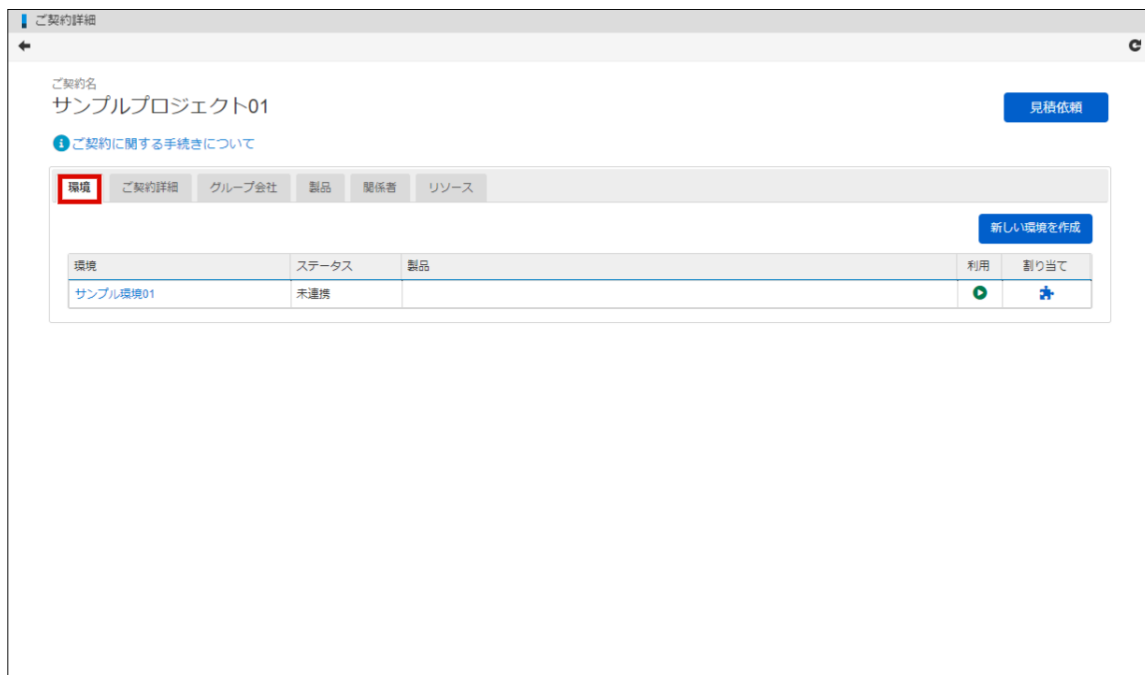 ご契約詳細
ご契約名
サンプルプロジェクト01
見積依頼
ご契約に関する手続きについて
環境 ご契約詳細 グループ会社 製品 関係者 リソース
新しい環境を作成
環境 ステータス 製品 利用 割り当て
サンプル環境01 未連携